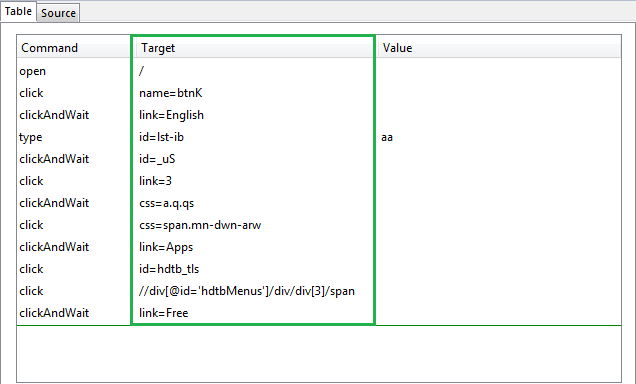 Table Source
Command Target Value
open /
click name=btnK
clickAndWait link=English
type id=lst-ib aa
clickAndWait id=_uS
click link=3
clickAndWait css=a.q.qs
click css=span.mn-dwn-arw
clickAndWait link=Apps
click id=hdtb_tls
click //div[@id='hdtbMenus']/div/div[3]/span
clickAndWait link=Free